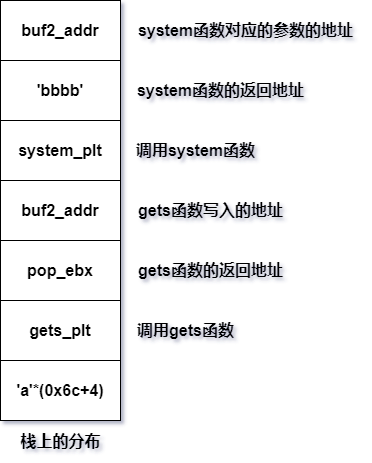 buf2_addr system函数对应的参数的地址
'bbbb' system函数的返回地址
system_plt 调用system函数
buf2_addr gets函数写入的地址
pop_ebx gets函数的返回地址
gets_plt 调用gets函数
'a'*(0x6c+4)
栈上的分布